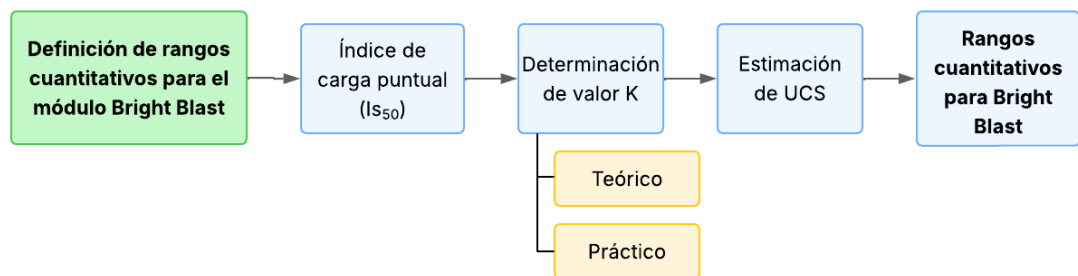 Definición de rangos
cuantitativos para el
módulo Bright Blast
Índice de
carga puntual
(Is₅₀)
Determinación
de valor K
Estimación
de UCS
Rangos
cuantitativos
para Bright
Blast
Teórico
Práctico